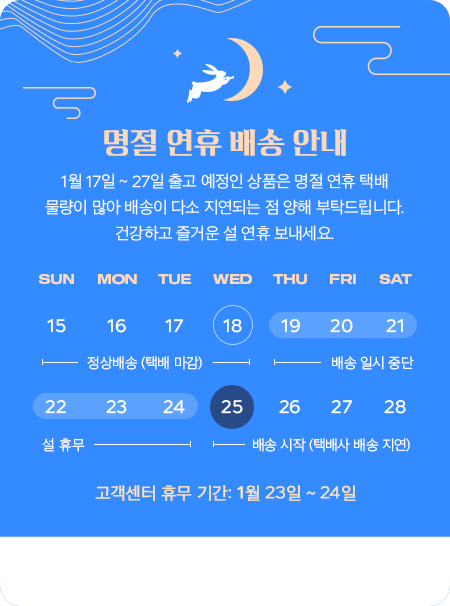 명절 연휴 배송 안내
1월 17일 ~ 27일 출고 예정인 상품은 명절 연휴 택배
물량이 많아 배송이 다소 지연되는 점 양해 부탁드립니다.
건강하고 즐거운 설 연휴 보내세요.
SUN MON TUE WED THU FRI SAT
15 16 17 18 19 20 21
정상배송 (택배 마감) 배송 일시 중단
22 23 24 25 26 27 28
설 휴무 배송 시작 (택배사 배송 지연)
고객센터 휴무 기간: 1월 23일 ~ 24일